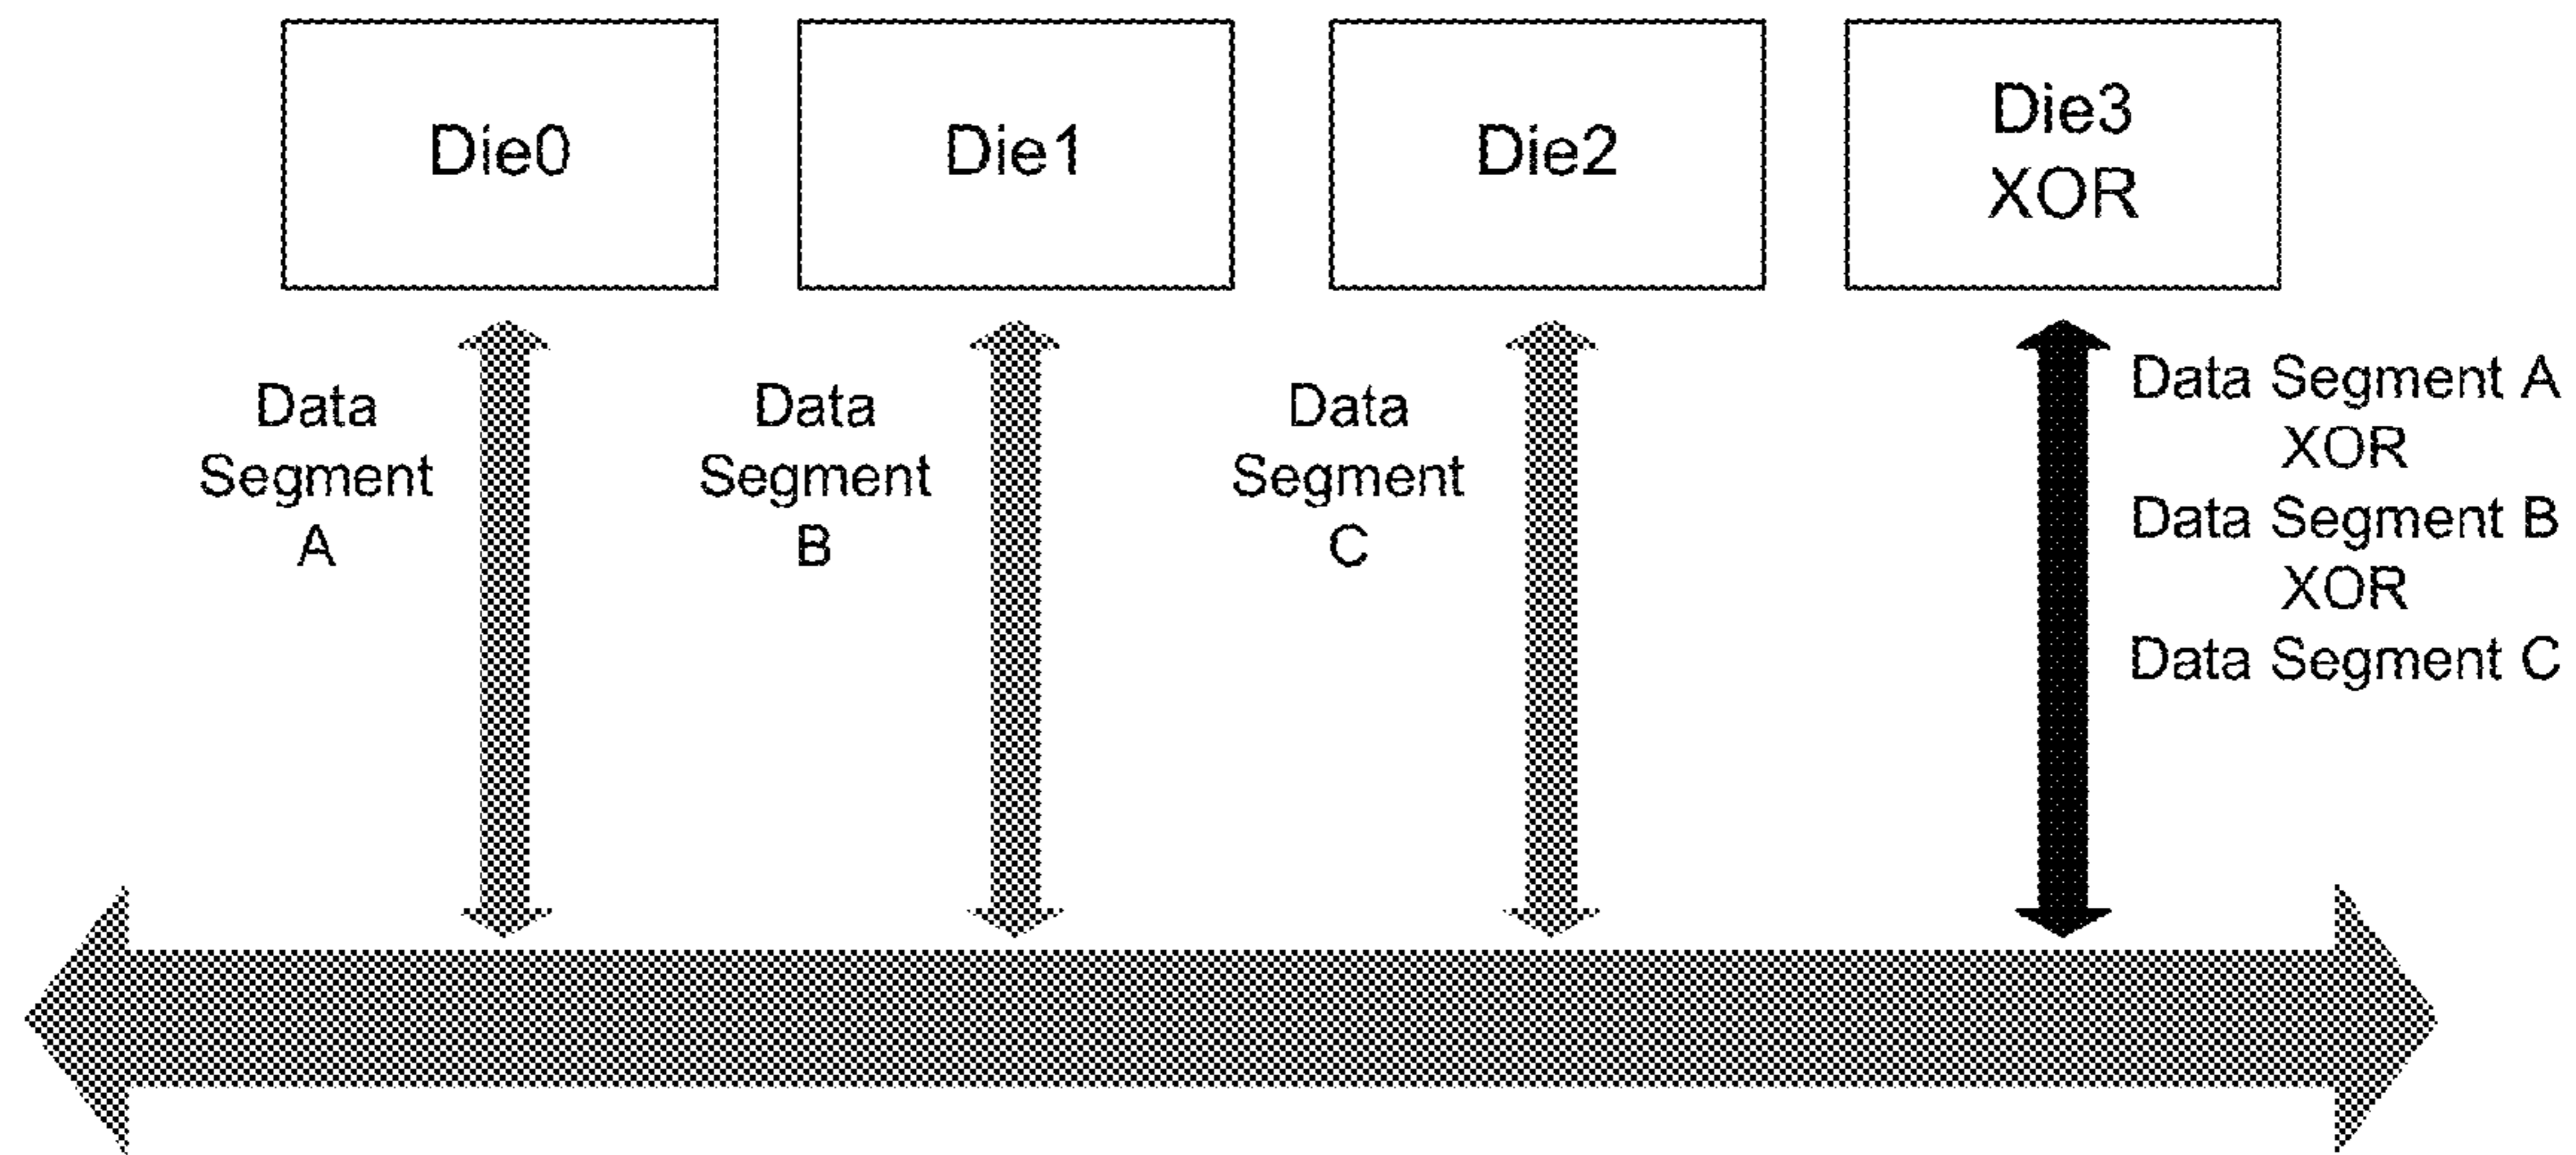 Die0
Die1
Die2
Die3
XOR
Data
Segment
A
Data
Segment
B
Data
Segment
C
Data Segment A
XOR
Data Segment B
XOR
Data Segment C